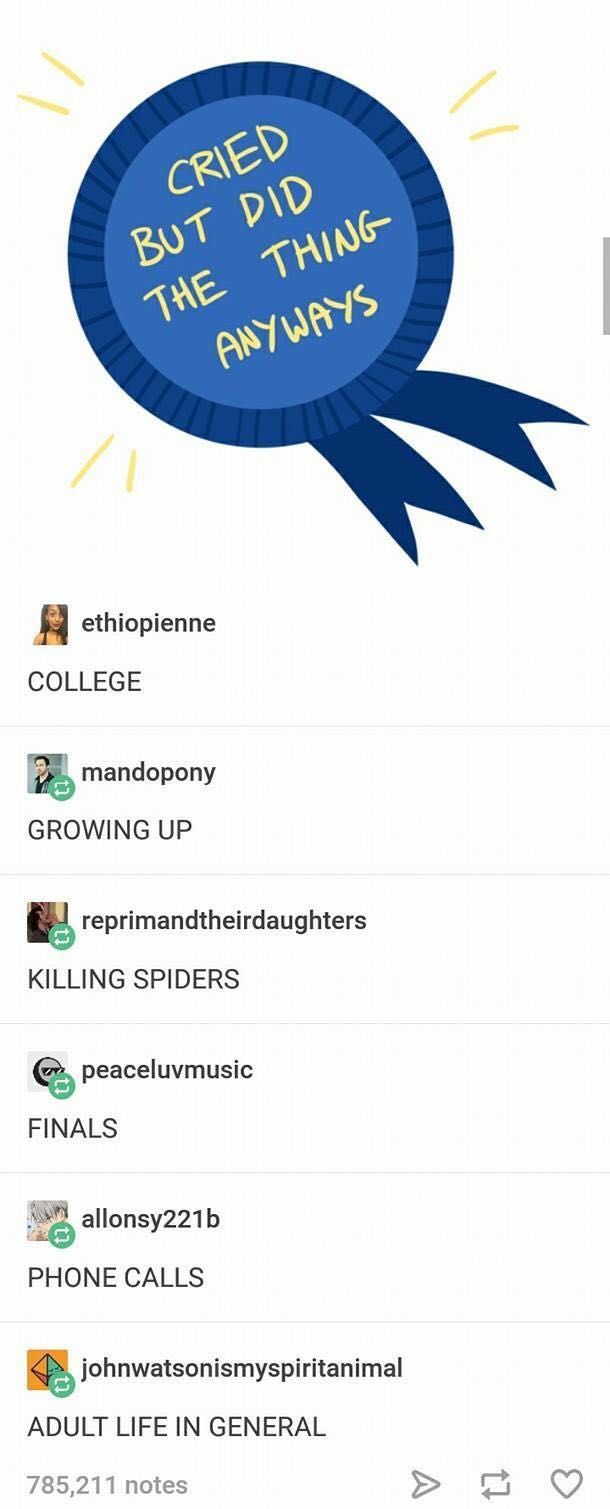 CRIED
BUT DID
THE THING
ANYWAYS
ethiopienne
COLLEGE
mandopony
GROWING UP
reprimandtheirdaughters
KILLING SPIDERS
peaceluvmusic
FINALS
allonsy221b
PHONE CALLS
johnwatsonismyspiritanimal
ADULT LIFE IN GENERAL
785,211 notes